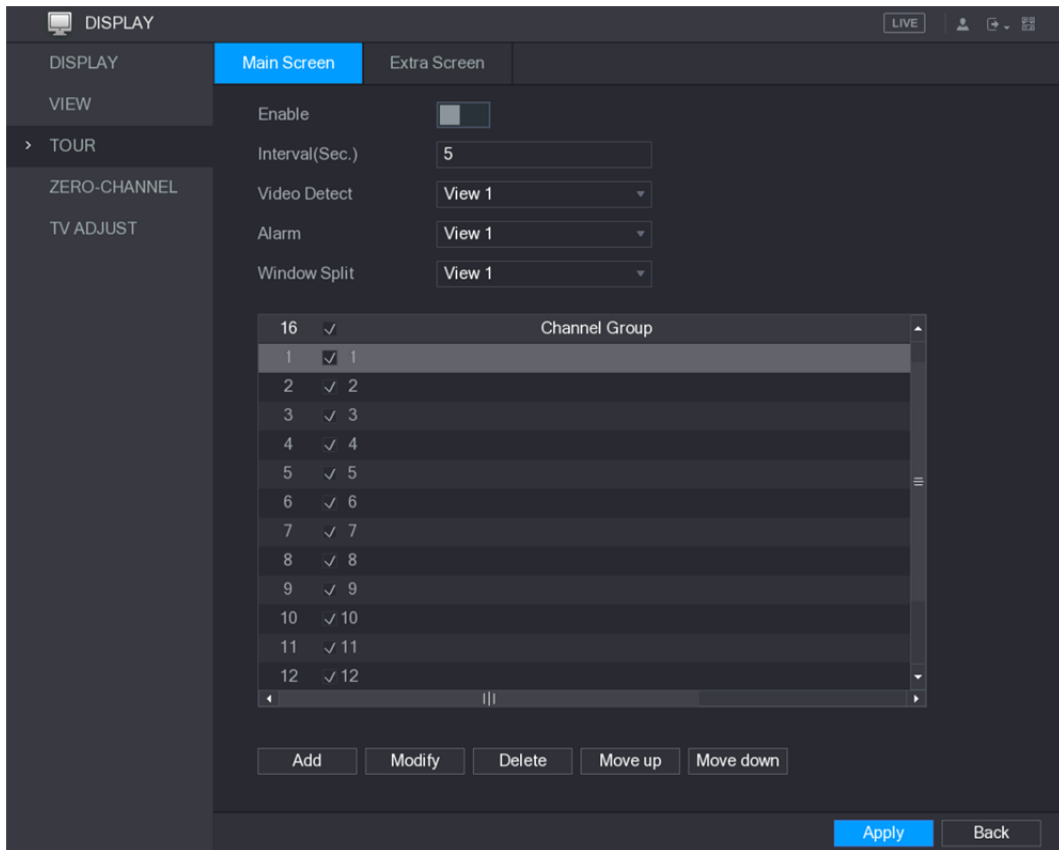 DISPLAY
LIVE
DISPLAY
VIEW
TOUR
ZERO-CHANNEL
TV ADJUST
Main Screen Extra Screen
Enable
Interval(Sec.) 5
Video Detect View 1
Alarm View 1
Window Split View 1
16 Channel Group
1 1
2 2
3 3
4 4
5 5
6 6
7 7
8 8
9 9
10 10
11 11
12 12
Add Modify Delete Move up Move down
Apply Back